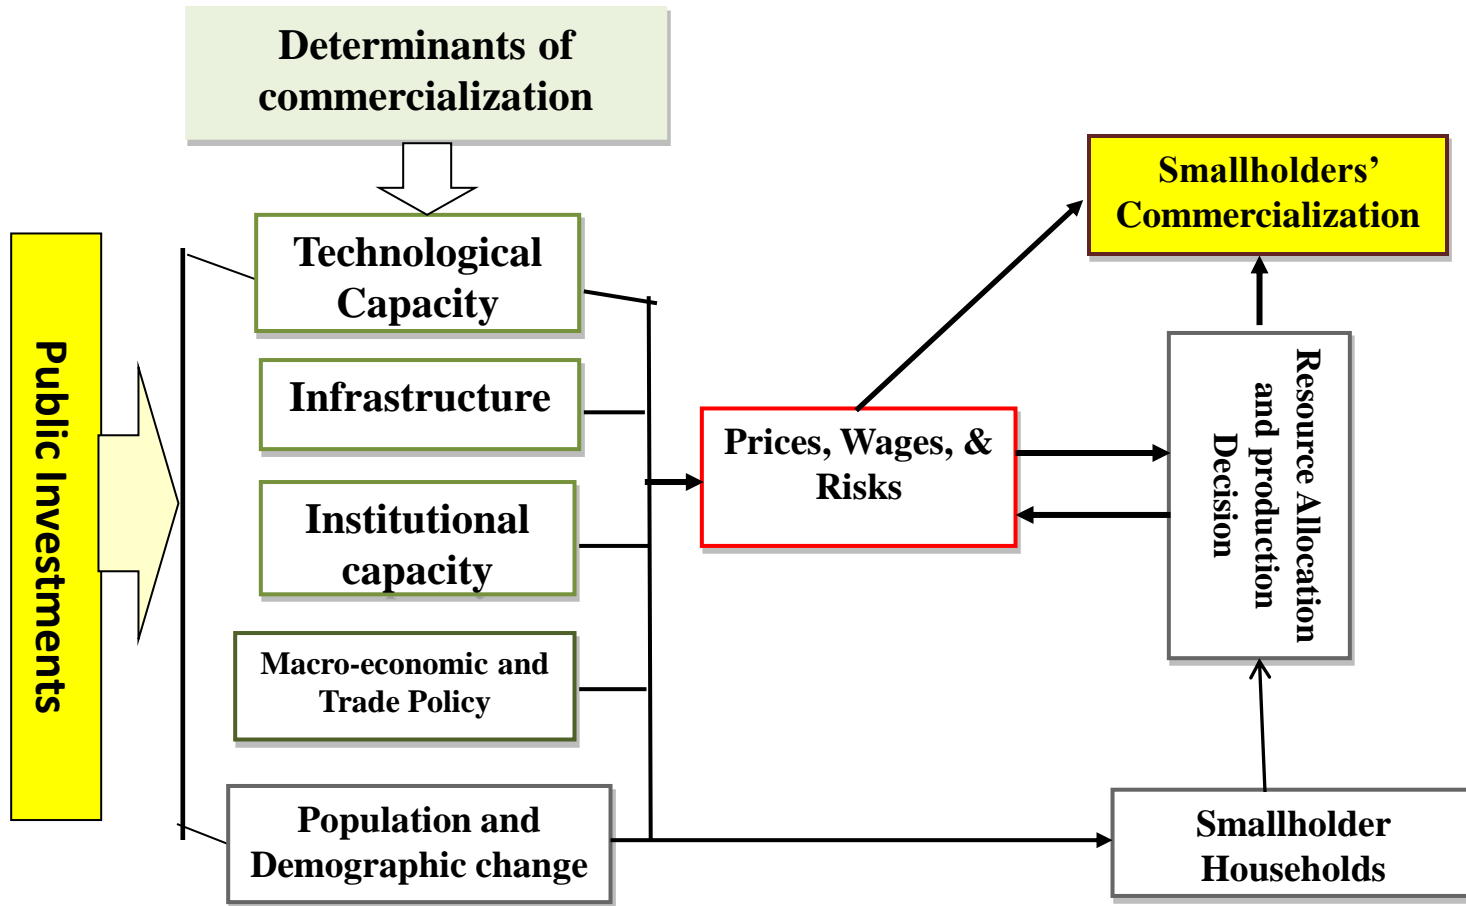 Determinants of
commercialization
Smallholders’
Commercialization
Technological
Capacity
Public Investments
Infrastructure
Prices, Wages, &
Risks
Resource Allocation
and production
Decision
Institutional
capacity
Macro-economic and
Trade Policy
Population and
Demographic change
Smallholder
Households